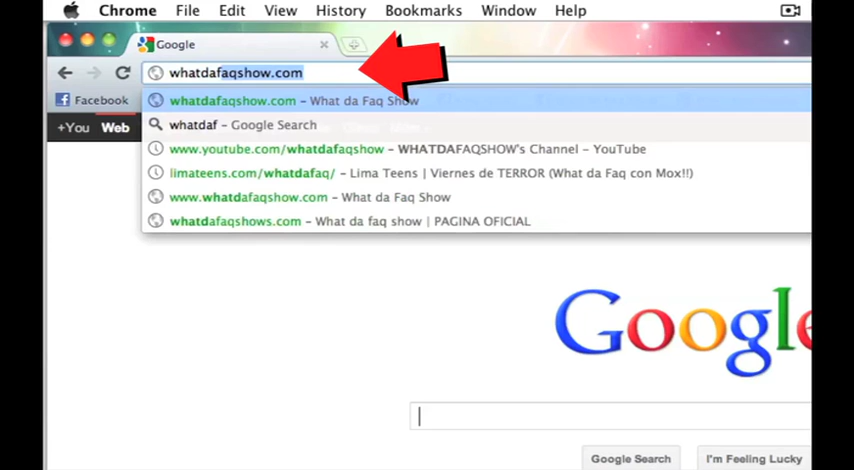 Chrome File Edit View History Bookmarks Window Help
Google
whatdafaqshow.com
Facebook
whatdafaqshow.com – What da Faq Show
+You Web
whatdaf – Google Search
www.youtube.com/whatdafaqshow – WHATDAFAQSHOW's Channel – YouTube
limateens.com/whatdafaq/ – Lima Teens | Viernes de TERROR (What da Faq con Mox!!)
www.whatdafaqshow.com – What da Faq Show
whatdafaqshows.com – What da faq show | PAGINA OFICIAL
Google
Google Search I'm Feeling Lucky